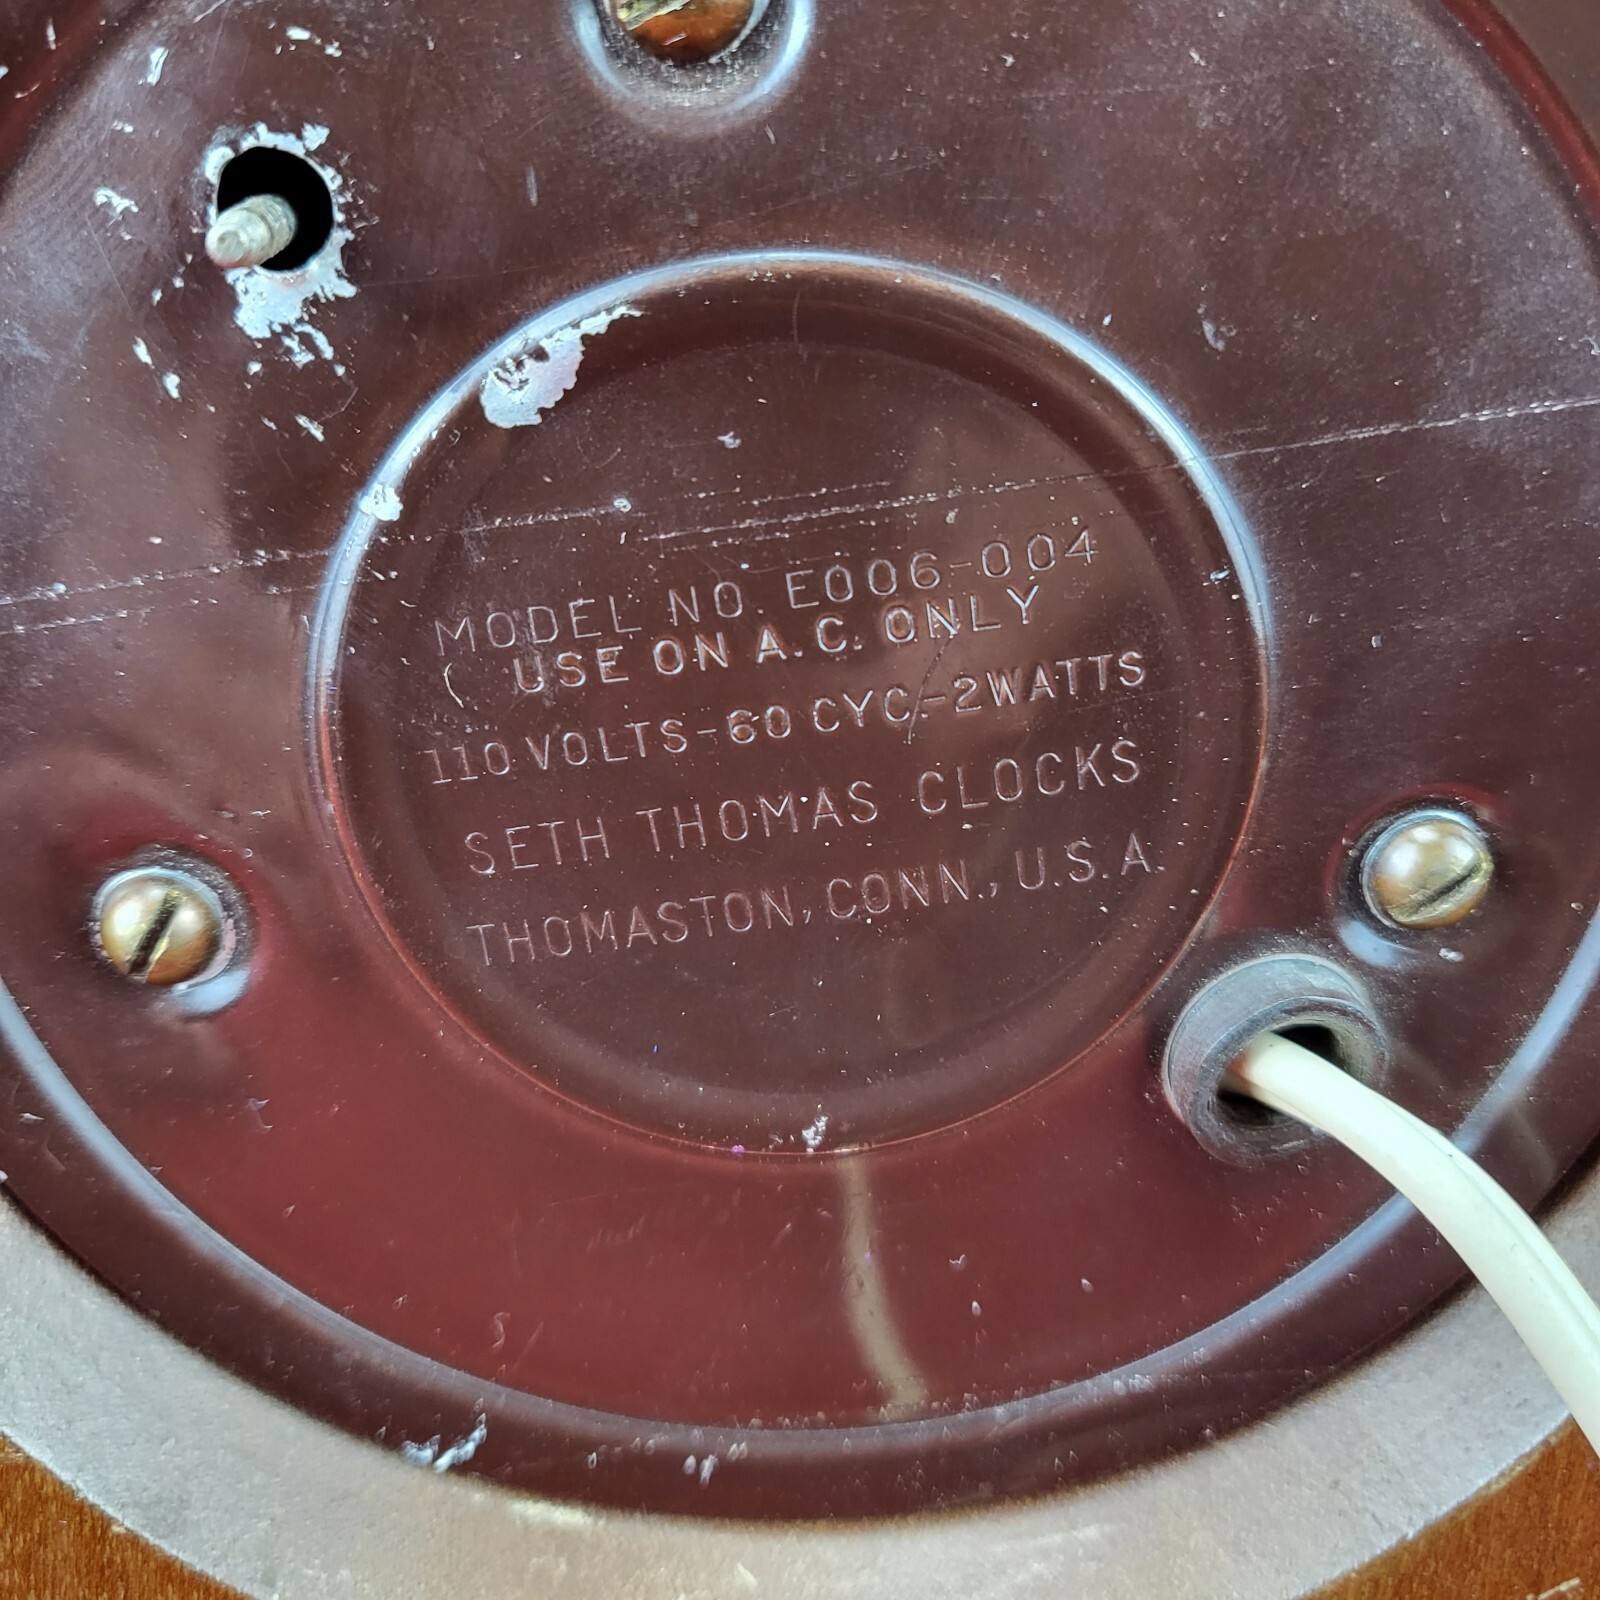 MODEL NO. E006-004
( USE ON A.C. ONLY
110 VOLTS-60 CYC.-2WATTS
SETH THOMAS CLOCKS
THOMASTON, CONN., U.S.A.